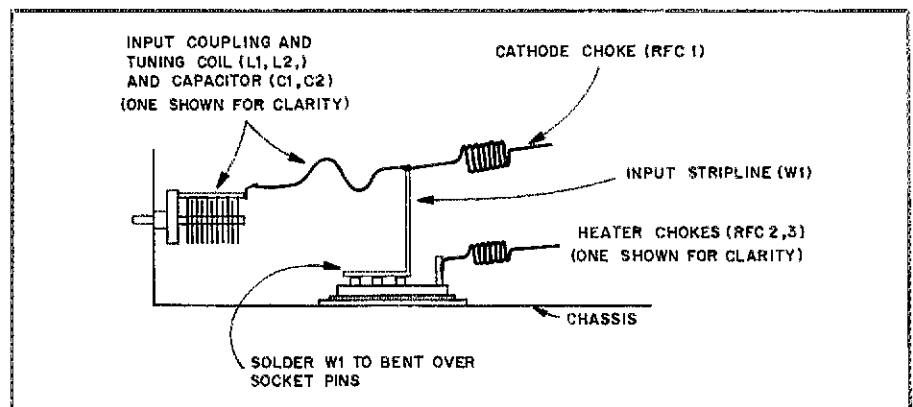 INPUT COUPLING AND
TUNING COIL (L1, L2,)
AND CAPACITOR (C1, C2)
(ONE SHOWN FOR CLARITY)
CATHODE CHOKE (RFC 1)
INPUT STRIPLINE (W1)
HEATER CHOKES (RFC 2,3)
(ONE SHOWN FOR CLARITY)
CHASSIS
SOLDER W1 TO BENT OVER
SOCKET PINS